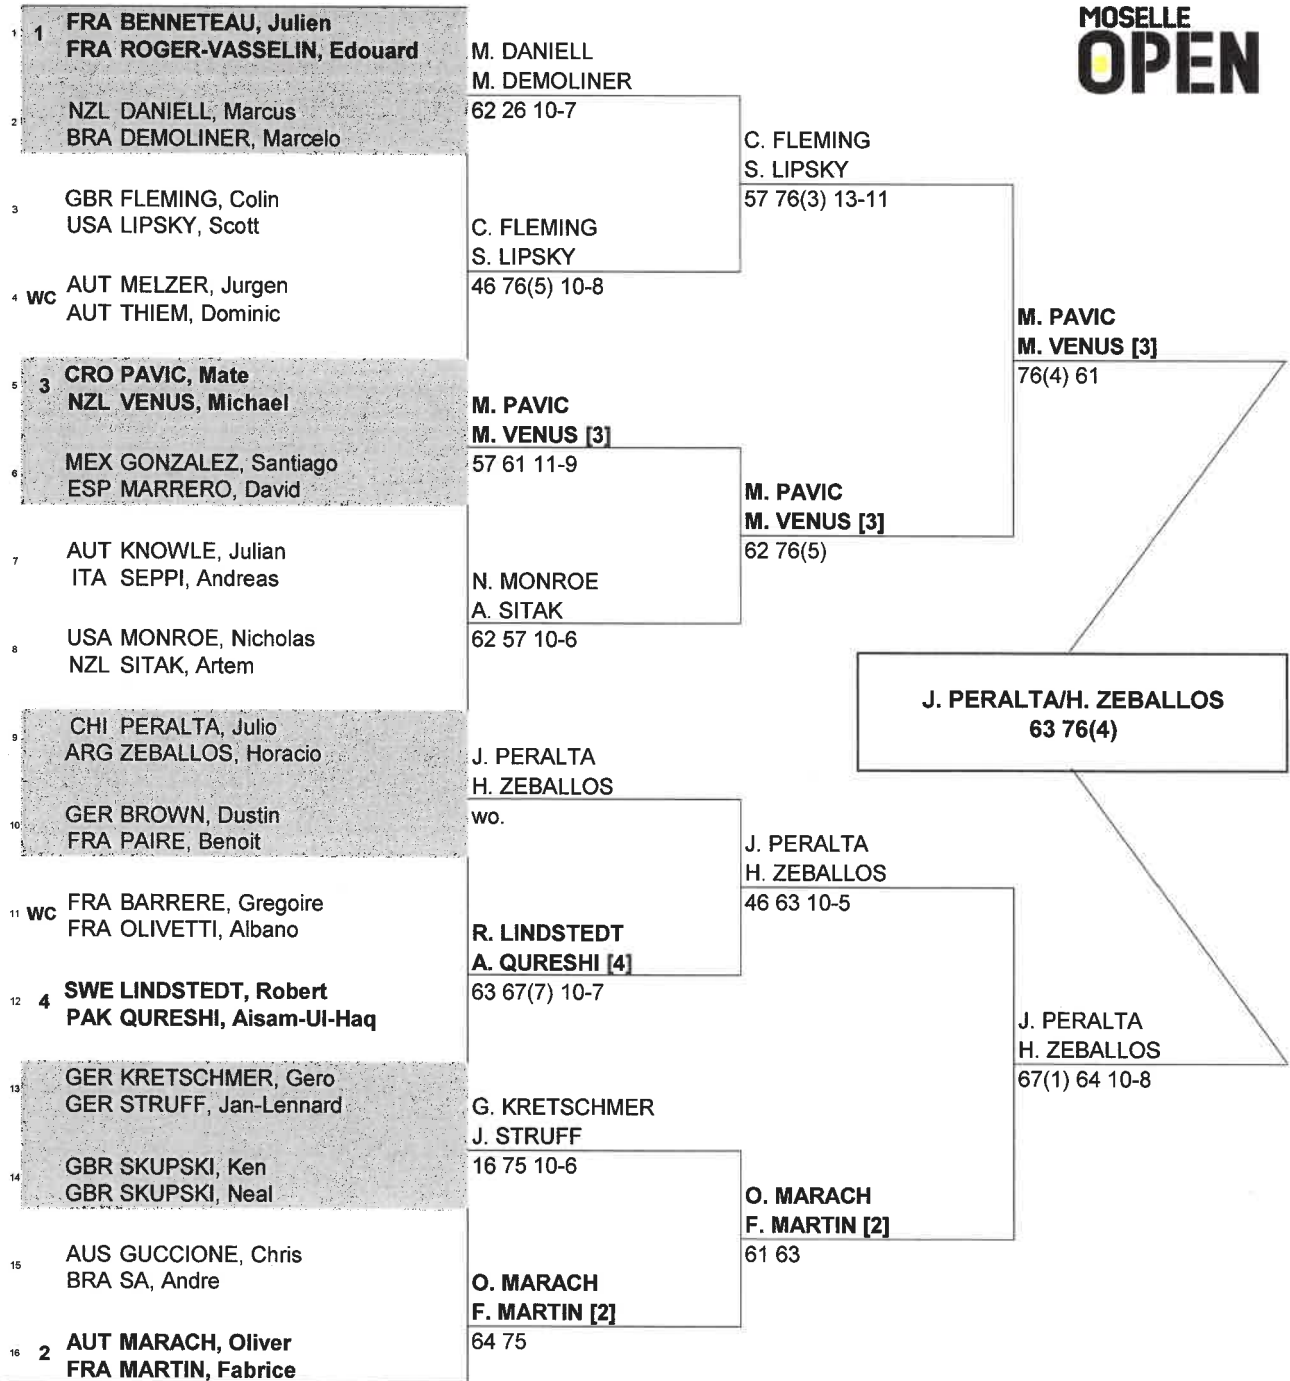 MOSELLE
OPEN
1 1 FRA BENNETEAU, Julien
FRA ROGER-VASSELIN, Edouard
2 NZL DANIELL, Marcus
BRA DEMOLINER, Marcelo
3 GBR FLEMING, Colin
USA LIPSKY, Scott
4 WC AUT MELZER, Jurgen
AUT THIEM, Dominic
5 3 CRO PAVIC, Mate
NZL VENUS, Michael
6 MEX GONZALEZ, Santiago
ESP MARRERO, David
7 AUT KNOWLE, Julian
ITA SEPPI, Andreas
8 USA MONROE, Nicholas
NZL SITAK, Artem
9 CHI PERALTA, Julio
ARG ZEBALLOS, Horacio
10 GER BROWN, Dustin
FRA PAIRE, Benoit
11 WC FRA BARRERE, Gregoire
FRA OLIVETTI, Albano
12 4 SWE LINDSTEDT, Robert
PAK QURESHI, Aisam-Ul-Haq
13 GER KRETSCHMER, Gero
GER STRUFF, Jan-Lennard
14 GBR SKUPSKI, Ken
GBR SKUPSKI, Neal
15 AUS GUCCIONE, Chris
BRA SA, Andre
16 2 AUT MARACH, Oliver
FRA MARTIN, Fabrice
M. DANIELL
M. DEMOLINER
62 26 10-7
C. FLEMING
S. LIPSKY
46 76(5) 10-8
M. PAVIC
M. VENUS [3]
57 61 11-9
N. MONROE
A. SITAK
62 57 10-6
J. PERALTA
H. ZEBALLOS
wo.
R. LINDSTEDT
A. QURESHI [4]
63 67(7) 10-7
G. KRETSCHMER
J. STRUFF
16 75 10-6
O. MARACH
F. MARTIN [2]
64 75
C. FLEMING
S. LIPSKY
57 76(3) 13-11
M. PAVIC
M. VENUS [3]
62 76(5)
J. PERALTA
H. ZEBALLOS
46 63 10-5
O. MARACH
F. MARTIN [2]
61 63
M. PAVIC
M. VENUS [3]
76(4) 61
J. PERALTA
H. ZEBALLOS
67(1) 64 10-8
J. PERALTA/H. ZEBALLOS
63 76(4)